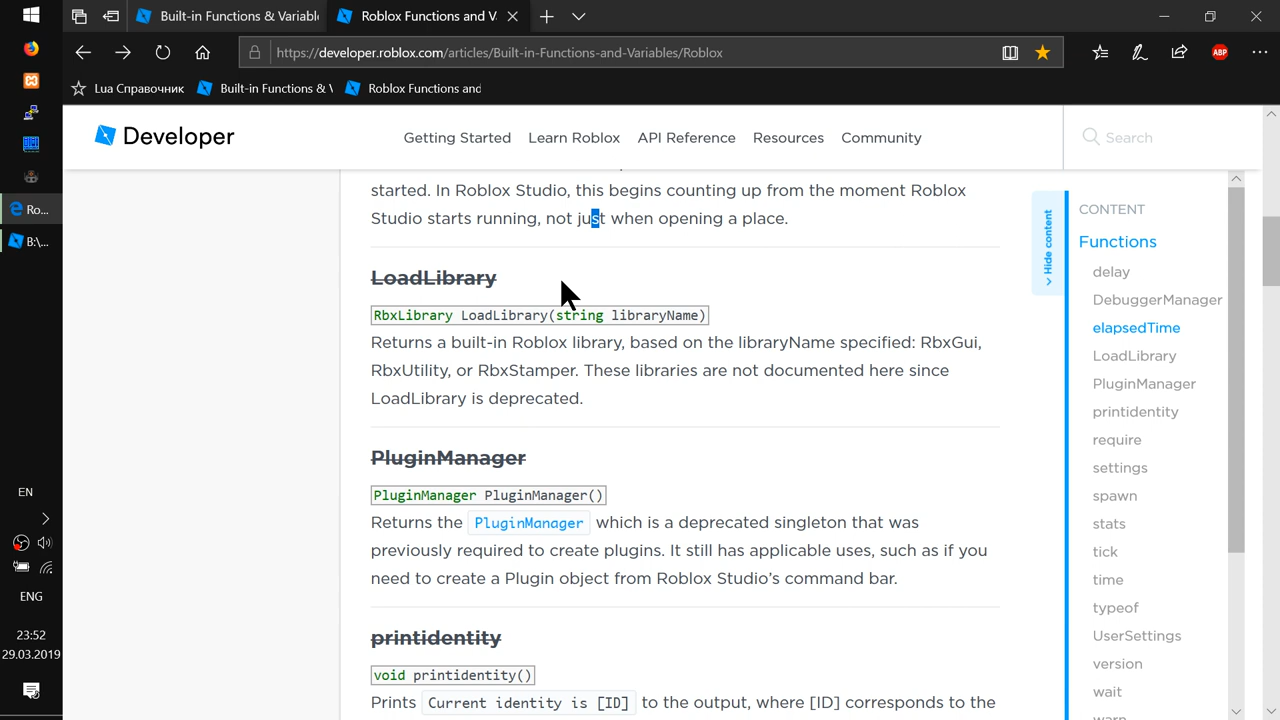 Built-in Functions & Variabl
Roblox Functions and V
https://developer.roblox.com/articles/Built-in-Functions-and-Variables/Roblox
ABP
Lua Справочник
Built-in Functions & \
Roblox Functions and
Developer
Getting Started
Learn Roblox
API Reference
Resources
Community
Search
started. In Roblox Studio, this begins counting up from the moment Roblox
Studio starts running, not just when opening a place.
LoadLibrary
RbxLibrary LoadLibrary(string libraryName)
Returns a built-in Roblox library, based on the libraryName specified: RbxGui,
RbxUtility, or RbxStamper. These libraries are not documented here since
LoadLibrary is deprecated.
PluginManager
PluginManager PluginManager()
Returns the PluginManager which is a deprecated singleton that was
previously required to create plugins. It still has applicable uses, such as if you
need to create a Plugin object from Roblox Studio's command bar.
printidentity
void printidentity()
Prints Current identity is [ID] to the output, where [ID] corresponds to the
Hide content
CONTENT
Functions
delay
DebuggerManager
elapsedTime
LoadLibrary
PluginManager
printidentity
require
settings
spawn
stats
tick
time
typeof
UserSettings
version
wait
warn
Ro...
B:\...
EN
ENG
23:52
29.03.2019